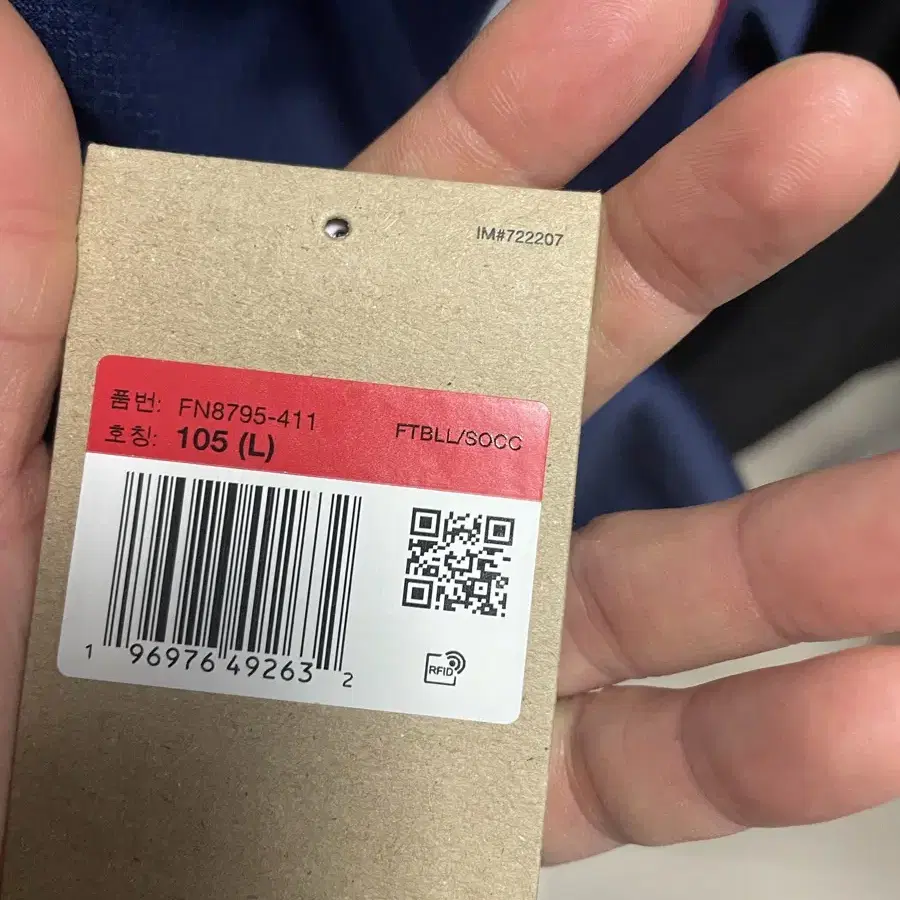 IM#722207
품번: FN8795-411
호칭: 105 (L)
FTBLL/SOCC
1 96976 49263 2
RFID